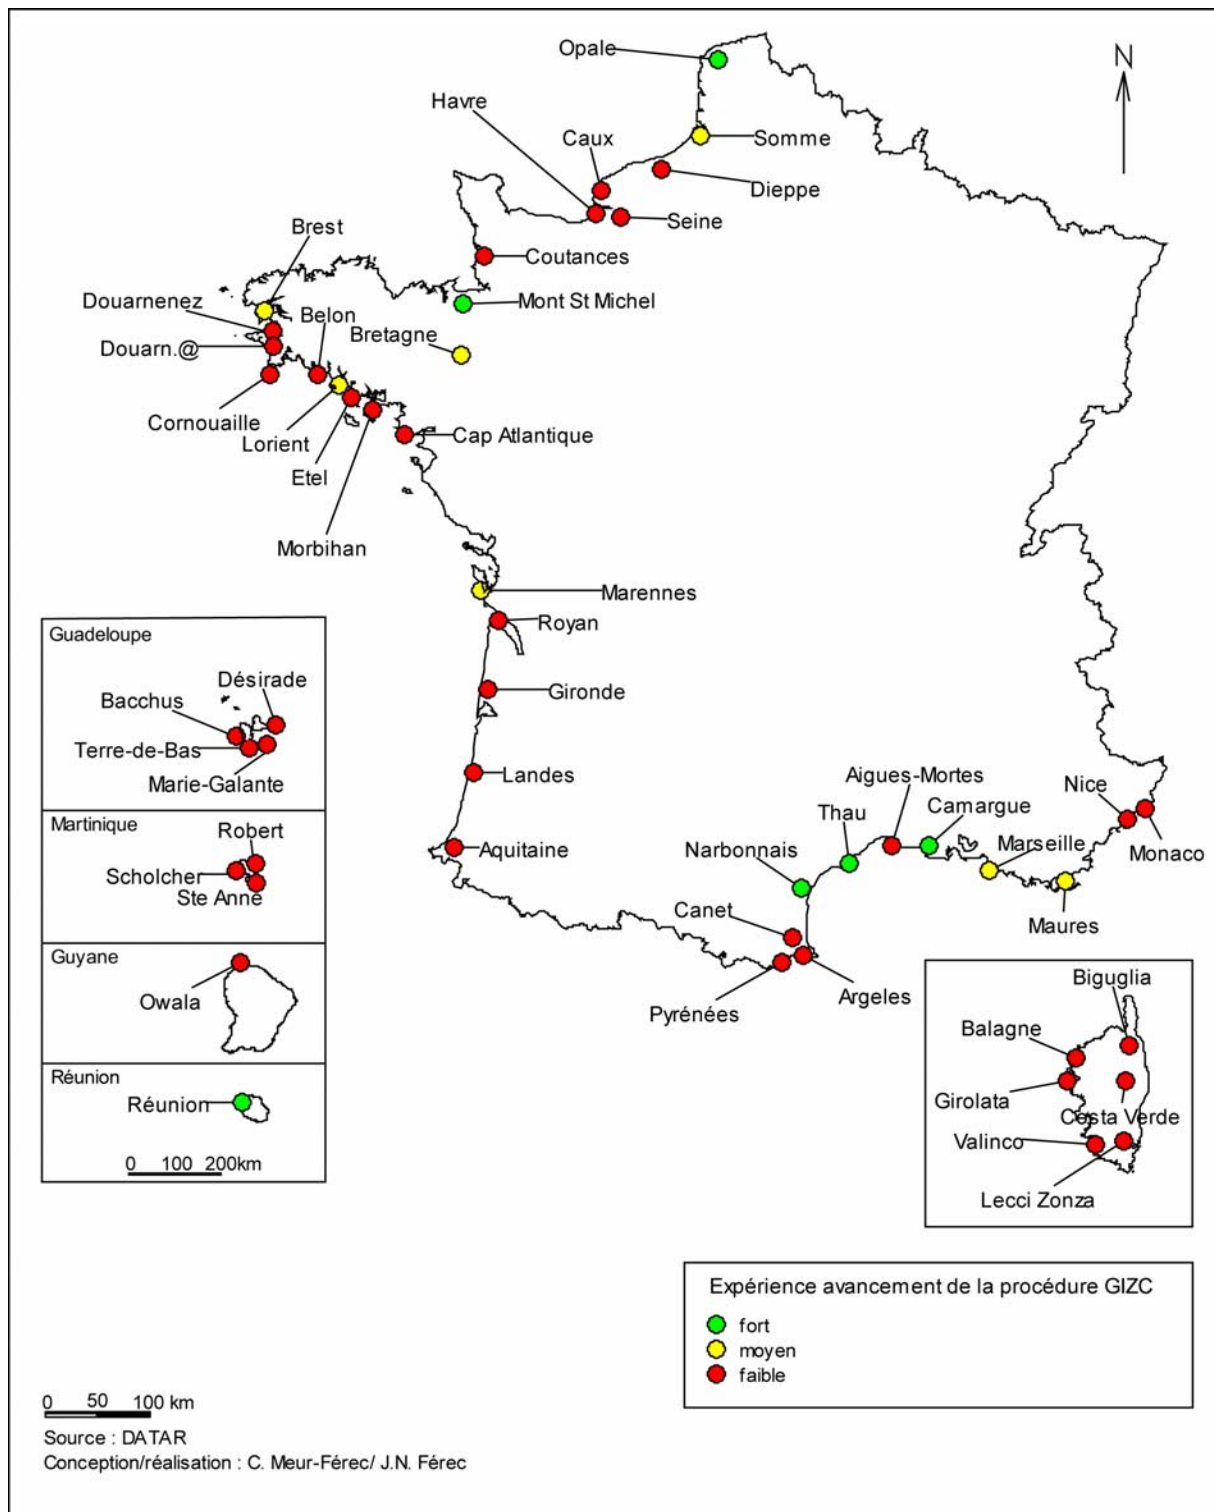 Opale
N
Havre
Caux
Somme
Dieppe
Seine
Brest
Coutances
Douarnenez
Belon
Mont St Michel
Bretagne
Douarn.@
Cornouaille
Lorient
Cap Atlantique
Etel
Morbihan
Marennes
Royan
Gironde
Landes
Aquitaine
Aigues-Mortes
Nice
Thau
Camargue
Marseille
Monaco
Narbonnais
Maures
Canet
Argeles
Pyrénées
Guadeloupe
Désirade
Bacchus
Terre-de-Bas
Marie-Galante
Martinique
Robert
Scholcher
Ste Anne
Guyane
Owala
Réunion
Réunion
0 100 200km
Biguglia
Balagne
Girolata
Costa Verde
Valinco
Lecci Zonza
Expérience avancement de la procédure GIZC
fort
moyen
faible
0 50 100 km
Source : DATAR
Conception/réalisation : C. Meur-Férec/ J.N. Férec